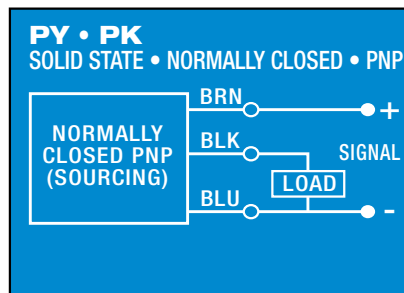 PY • PK
SOLID STATE • NORMALLY CLOSED • PNP
BRN
+
NORMALLY
CLOSED PNP
(SOURCING)
BLK
SIGNAL
LOAD
BLU
-